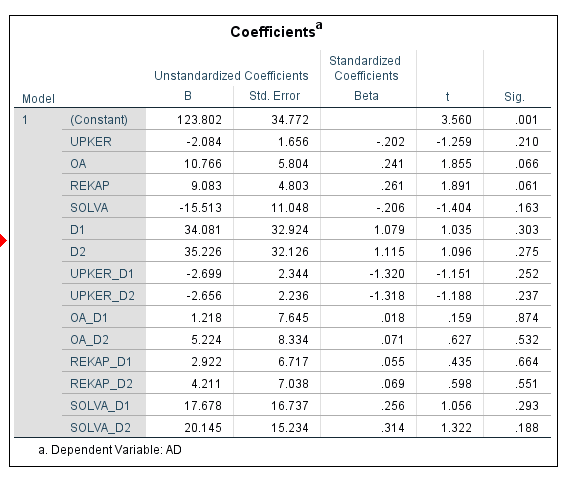 Coefficientsa
Unstandardized Coefficients Standardized Coefficients
Model B Std. Error Beta t Sig.
1 (Constant) 123.802 34.772 3.560 .001
UPKER -2.084 1.656 -.202 -1.259 .210
OA 10.766 5.804 .241 1.855 .066
REKAP 9.083 4.803 .261 1.891 .061
SOLVA -15.513 11.048 -.206 -1.404 .163
D1 34.081 32.924 1.079 1.035 .303
D2 35.226 32.126 1.115 1.096 .275
UPKER_D1 -2.699 2.344 -1.320 -1.151 .252
UPKER_D2 -2.656 2.236 -1.318 -1.188 .237
OA_D1 1.218 7.645 .018 .159 .874
OA_D2 5.224 8.334 .071 .627 .532
REKAP_D1 2.922 6.717 .055 .435 .664
REKAP_D2 4.211 7.038 .069 .598 .551
SOLVA_D1 17.678 16.737 .256 1.056 .293
SOLVA_D2 20.145 15.234 .314 1.322 .188
a. Dependent Variable: AD